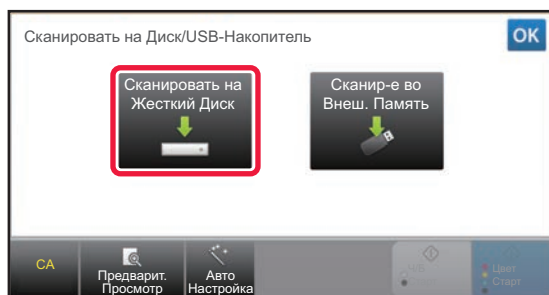 Сканировать на Диск/USB-Накопитель
OK
Сканировать на
Жесткий Диск
Сканир-е во
Внеш. Память
CA
Предварит.
Просмотр
Авто
Настройка
Ч/Б
Старт
Цвет
Старт